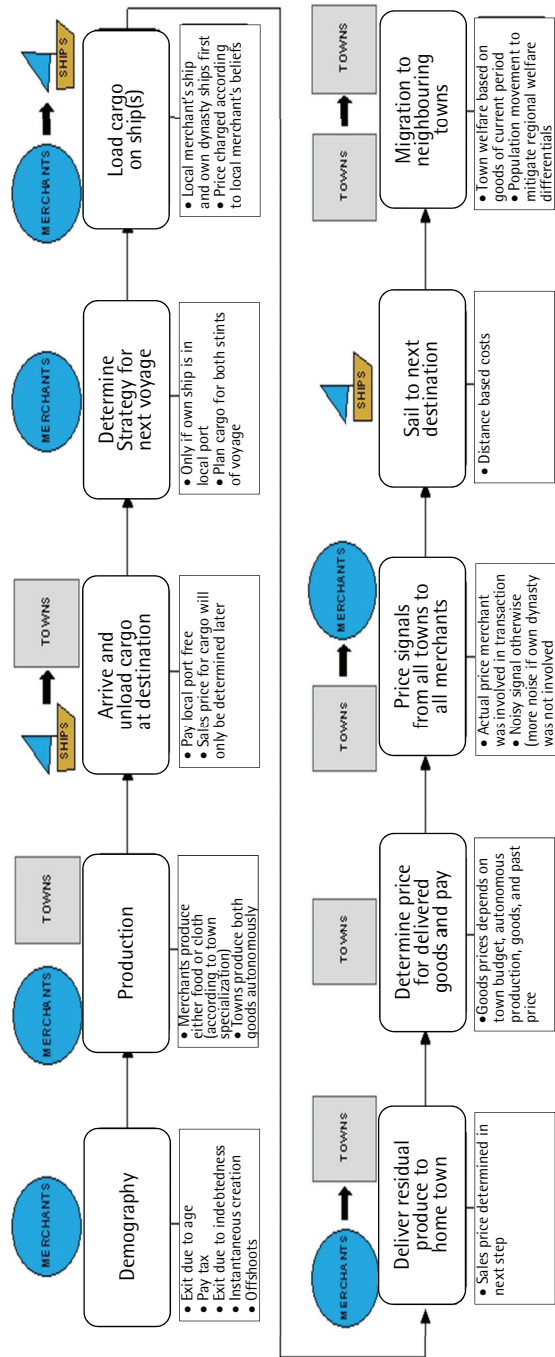 MERCHANTS
Demography
• Exit due to age
• Pay tax
• Exit due to indebtedness
• Instantaneous creation
• Offshoots
MERCHANTS
TOWNS
Production
• Merchants produce
either food or cloth
(according to town
specialization)
• Towns produce both
goods autonomously
SHIPS
TOWNS
Arrive and
unload cargo
at destination
• Pay local port free
• Sales price for cargo will
only be determined later
MERCHANTS
Determine
Strategy for
next voyage
• Only if own ship is in
local port
• Plan cargo for both stints
of voyage
MERCHANTS
SHIPS
Load cargo
on ship(s)
• Local merchant's ship
and own dynasty ships first
• Price charged according
to local merchant's beliefs
MERCHANTS
TOWNS
Deliver residual
produce to
home town
• Sales price determined in
next step
TOWNS
Determine price
for delivered
goods and pay
•Goods prices depends on
town budget, autonomous
production, goods, and past
price
TOWNS
MERCHANTS
Price signals
from all towns to
all merchants
• Actual price merchant
was involved in transaction
• Noisy signal otherwise
(more noise if own dynasty
was not involved
SHIPS
Sail to next
destination
• Distance based costs
TOWNS
TOWNS
Migration to
neighbouring
towns
• Town welfare based on
goods of current period
• Population movement to
mitigate regional welfare
differentials